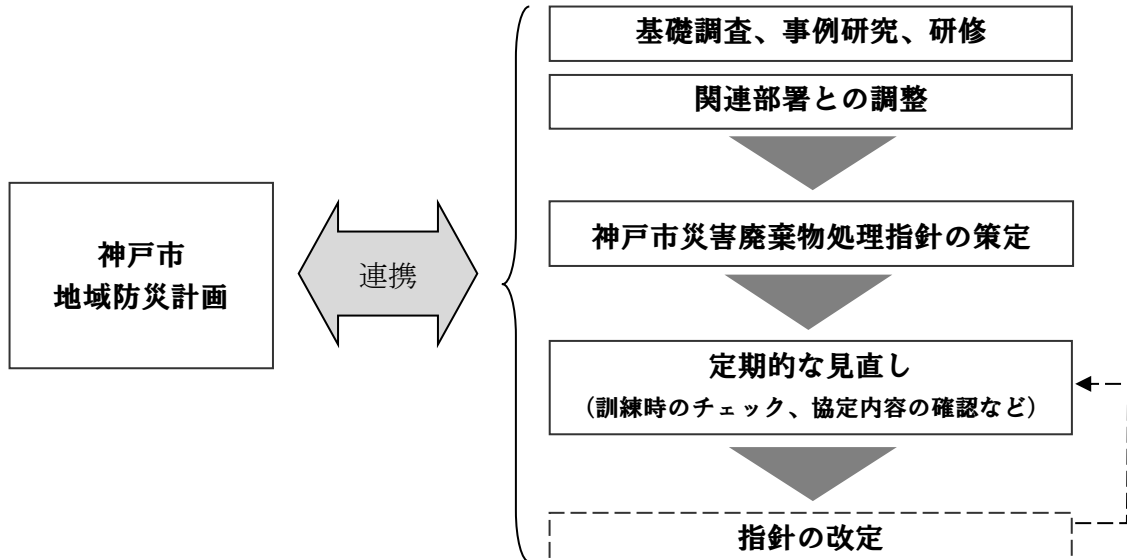 神戸市
地域防災計画
連携
基礎調査、事例研究、研修
関連部署との調整
神戸市災害廃棄物処理指針の策定
定期的な見直し
（訓練時のチェック、協定内容の確認など）
指針の改定